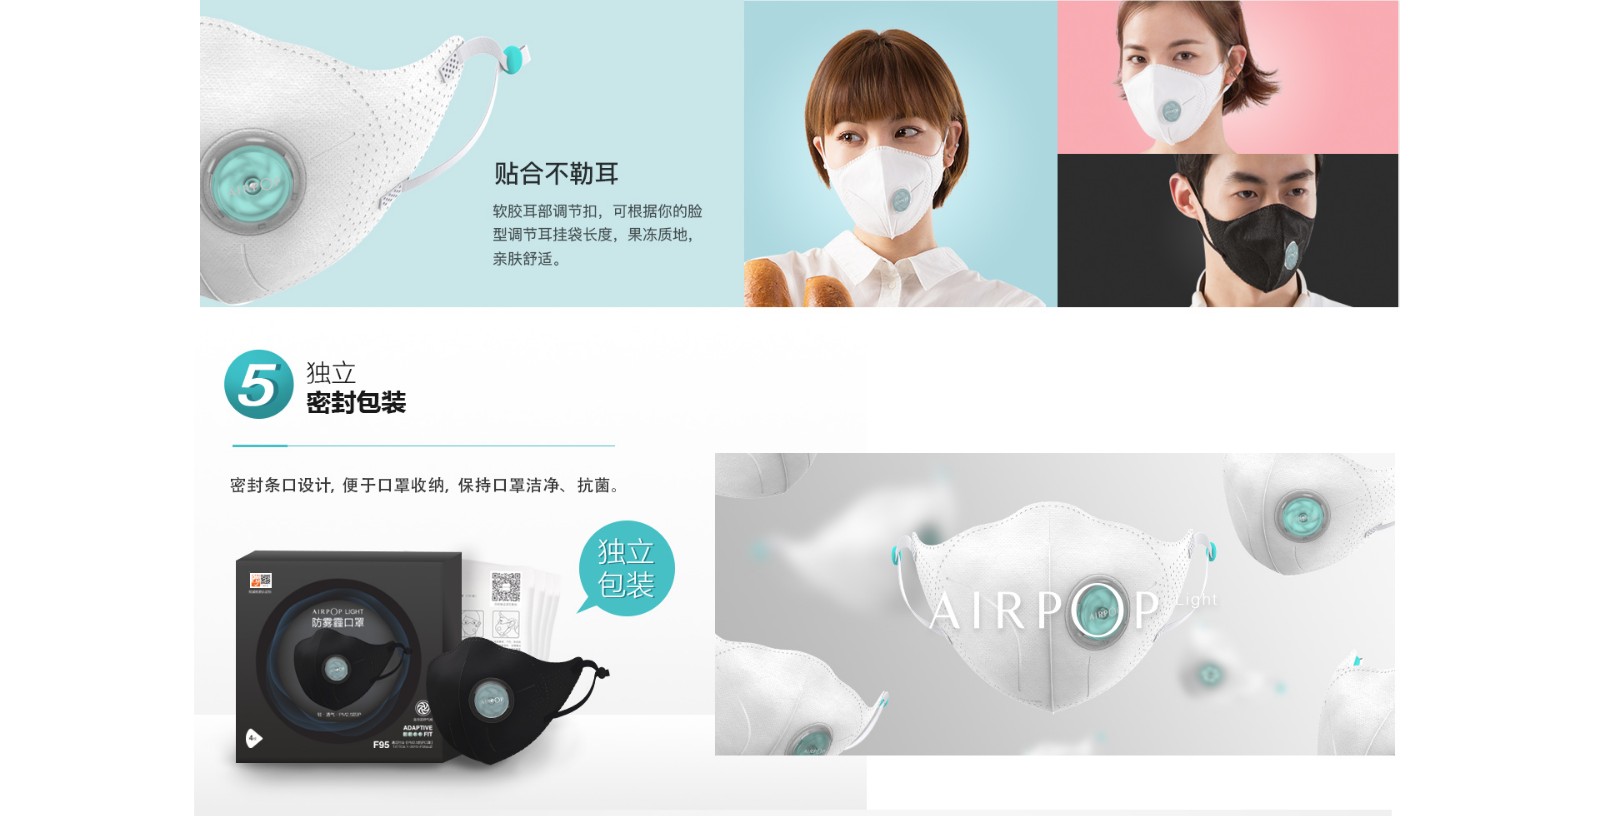 贴合不勒耳
软胶耳部调节扣，可根据你的脸
型调节耳挂袋长度，果冻质地，
亲肤舒适。
5
独立
密封包装
密封条口设计, 便于口罩收纳, 保持口罩洁净、抗菌。
独立
包装
AIRPOP LIGHT
防雾霾口罩
ADAPTIVE
FIT
F95
AIRPOP Light